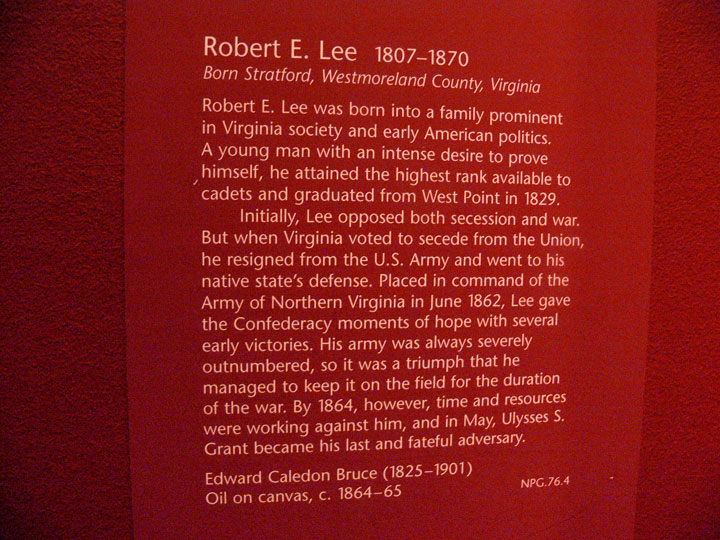 Robert E. Lee 1807–1870
Born Stratford, Westmoreland County, Virginia
Robert E. Lee was born into a family prominent
in Virginia society and early American politics.
A young man with an intense desire to prove
himself, he attained the highest rank available to
cadets and graduated from West Point in 1829.
Initially, Lee opposed both secession and war.
But when Virginia voted to secede from the Union,
he resigned from the U.S. Army and went to his
native state's defense. Placed in command of the
Army of Northern Virginia in June 1862, Lee gave
the Confederacy moments of hope with several
early victories. His army was always severely
outnumbered, so it was a triumph that he
managed to keep it on the field for the duration
of the war. By 1864, however, time and resources
were working against him, and in May, Ulysses S.
Grant became his last and fateful adversary.
Edward Caledon Bruce (1825–1901)
Oil on canvas, c. 1864–65
NPG.76.4